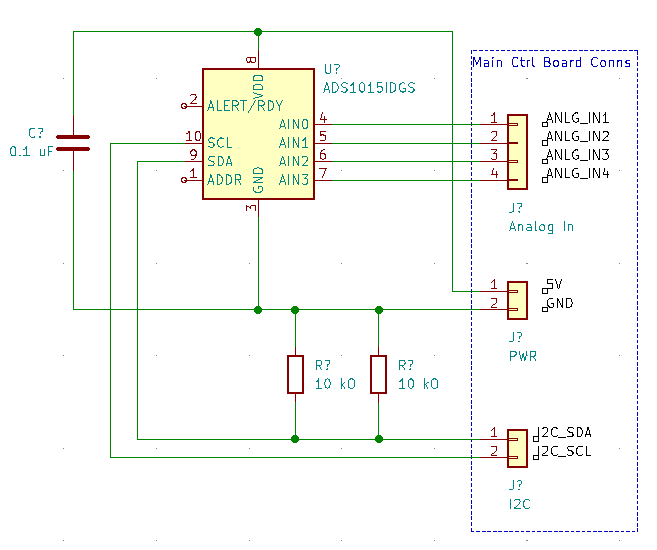 8
VDD
U?
ADS1015IDGS
Main Ctrl Board Conns
2
ALERT/RDY
AIN0
4
1
ANLG_IN1
C?
0.1 uF
10
SCL
AIN1
5
2
ANLG_IN2
9
SDA
AIN2
6
3
ANLG_IN3
1
ADDR
GND
AIN3
7
4
ANLG_IN4
3
J?
Analog In
1
5V
2
GND
J?
PWR
R?
10 kΩ
R?
10 kΩ
1
I2C_SDA
2
I2C_SCL
J?
I2C